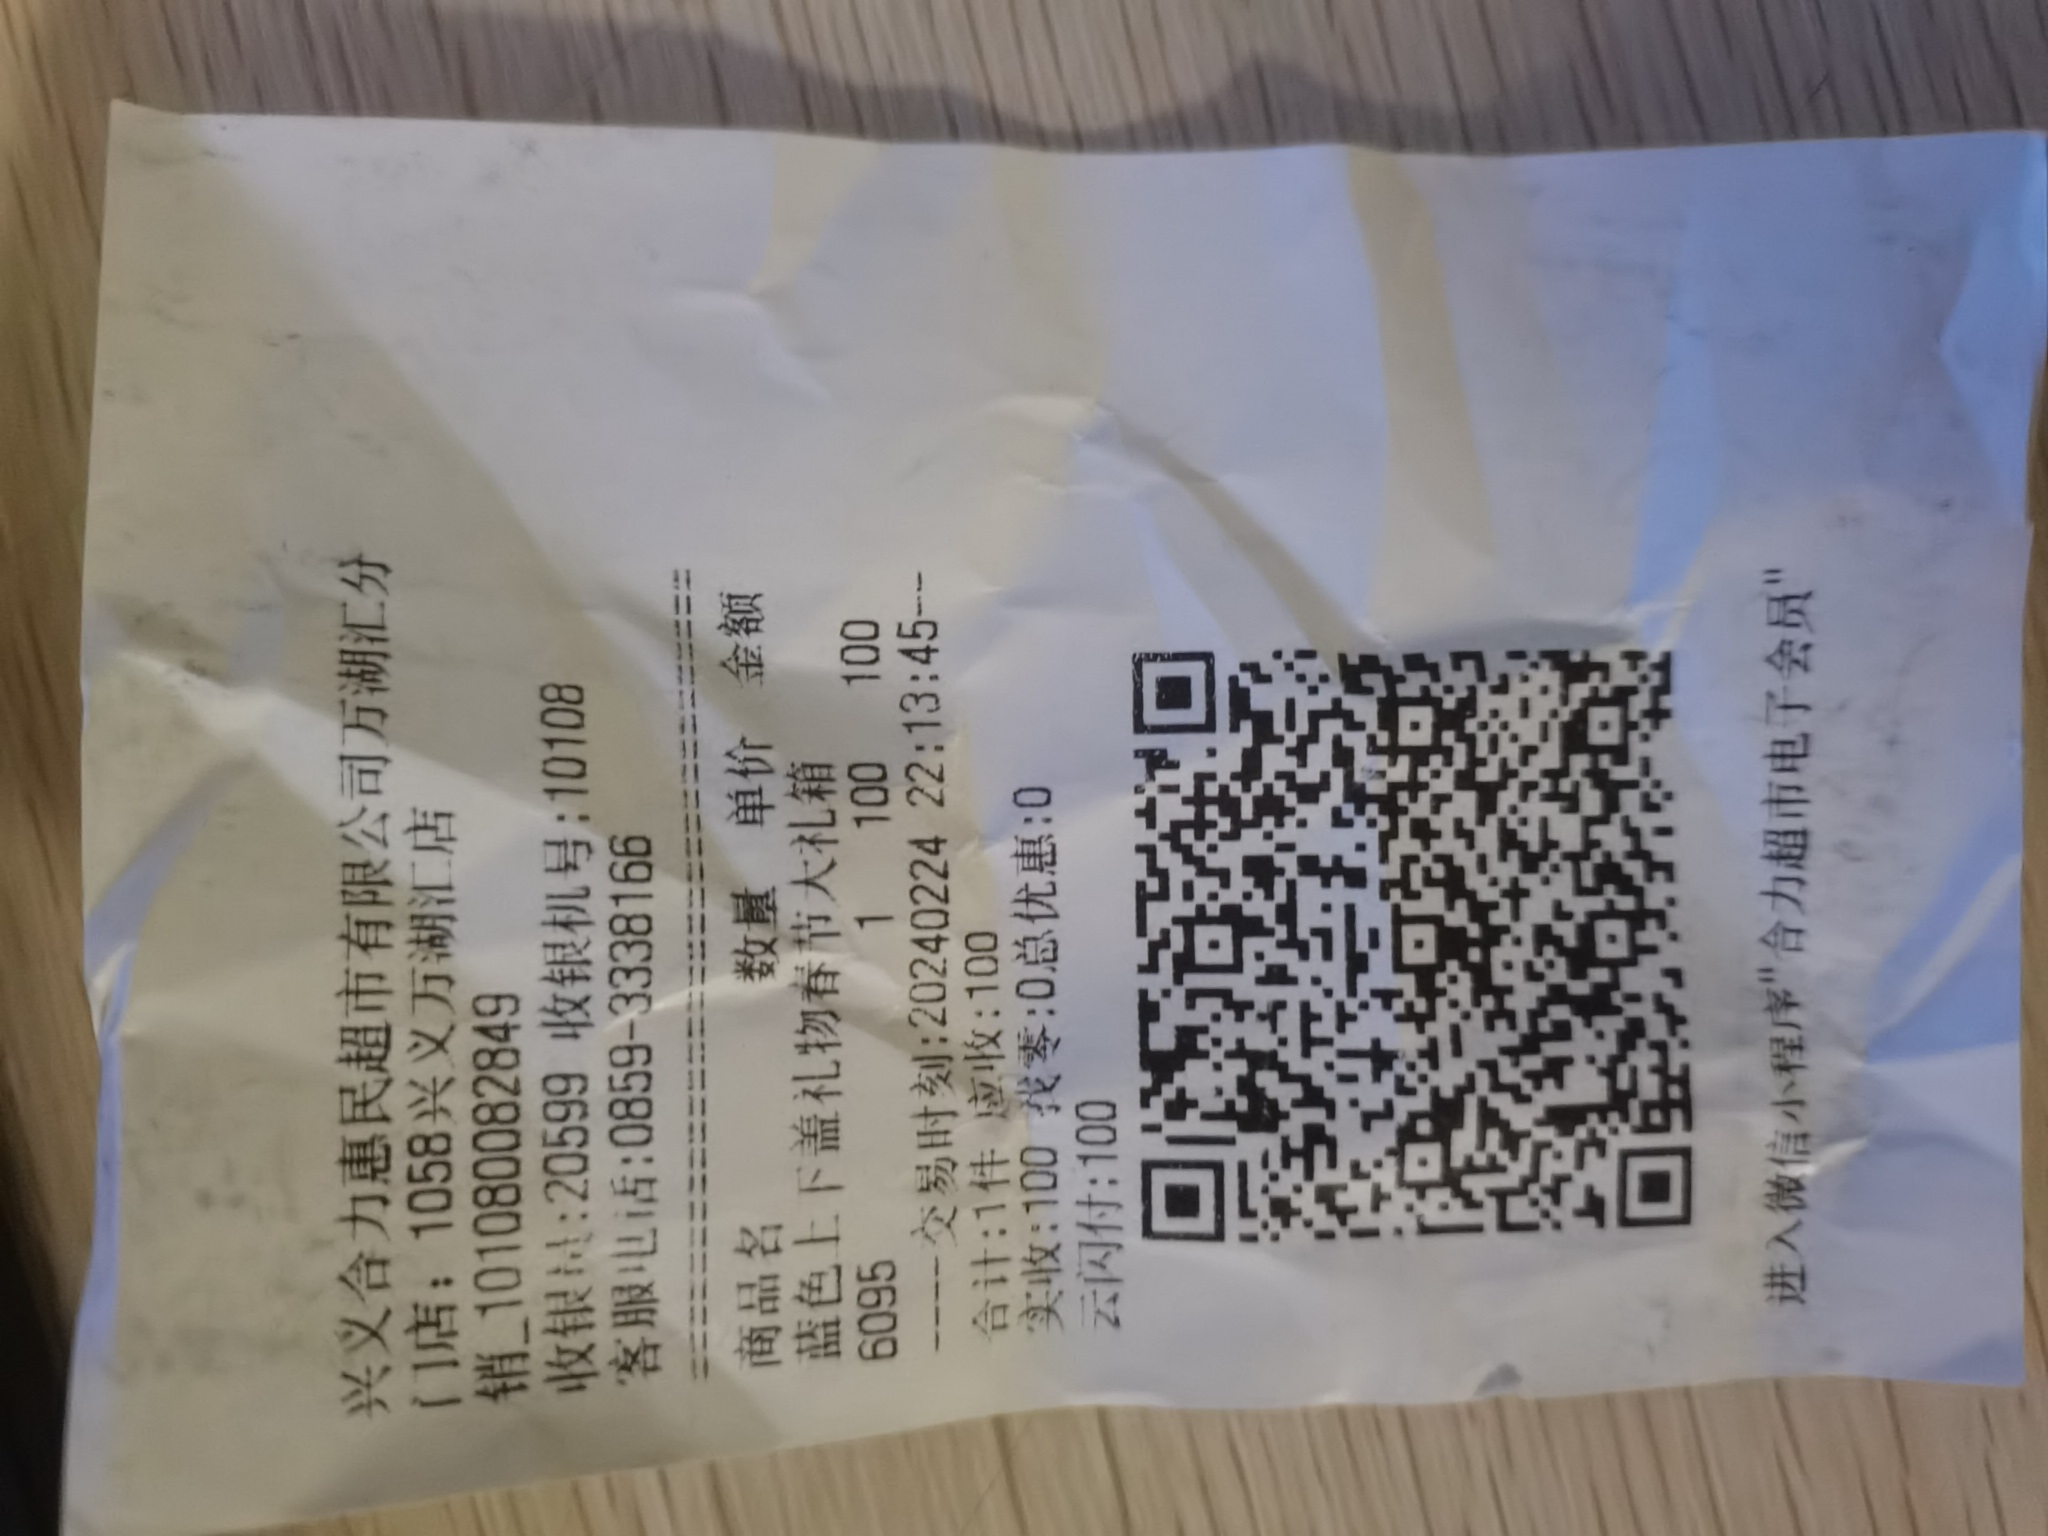 兴义合力惠民超市有限公司万湖汇分
门店: 1058兴义万湖汇店
销_101080082849
收银员:20599 收银机号:10108
客服电话:0859-3338166
商品名 数量 单价 金额
蓝色上下盖礼物春节大礼箱
6095 1 100 100
----交易时刻:20240224 22:13:45---
合计:1件 应收:100
实收:100 找零:0总优惠:0
云闪付:100
进入微信小程序"合力超市电子会员"